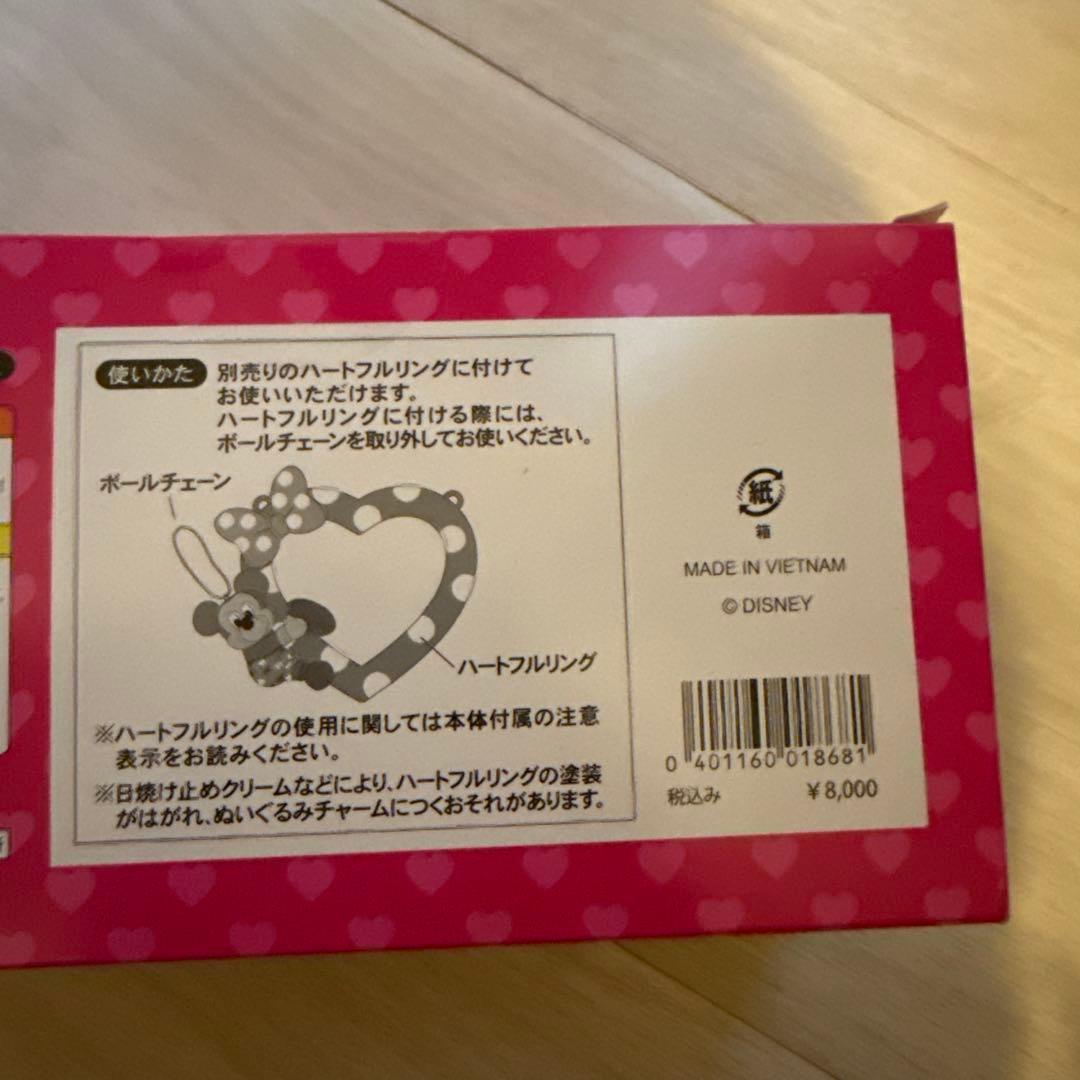 使いかた
別売りのハートフルリングに付けて
お使いいただけます。
ハートフルリングに付ける際には、
ボールチェーンを取り外してお使いください。
ボールチェーン
ハートフルリング
※ハートフルリングの使用に関しては本体付属の注意
表示をお読みください。
※日焼け止めクリームなどにより、ハートフルリングの塗装
がはがれ、ぬいぐるみチャームにつくおそれがあります。
紙
箱
MADE IN VIETNAM
© DISNEY
0 401160 018681
税込み ¥8,000